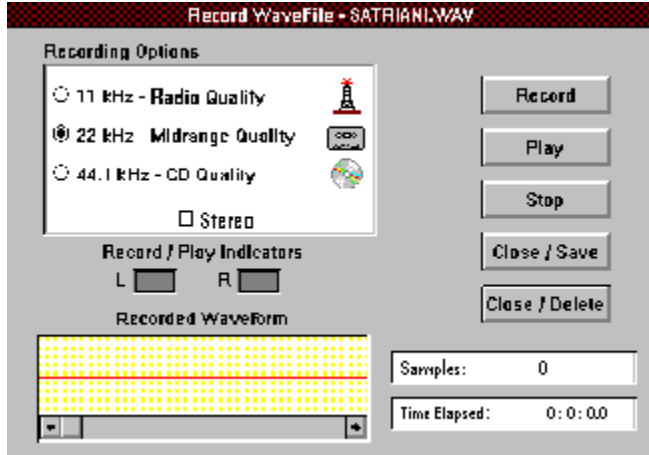 Record WaveFile - SATRIANI.WAV
Recording Options
11 kHz - Radio Quality
22 kHz Midrange Quality
44.1 kHz - CD Quality
Stereo
Record
Play
Stop
Close / Save
Close / Delete
Record / Play Indicators
L R
Recorded Waveform
Samples: 0
Time Elapsed: 0: 0: 0.0